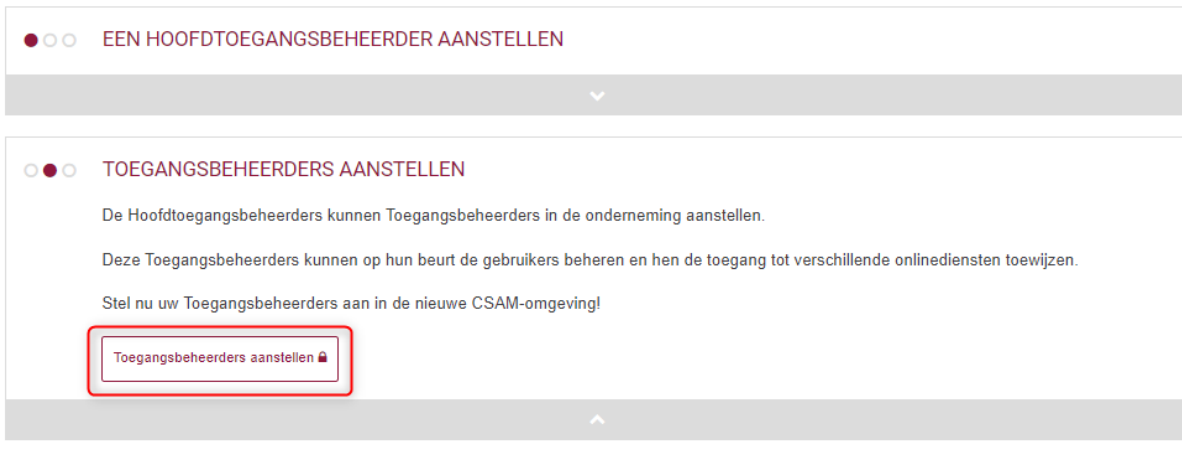 EEN HOOFDTOEGANGSBEHEERDER AANSTELLEN
TOEGANGSBEHEERDERS AANSTELLEN
De Hoofdtoegangsbeheerders kunnen Toegangsbeheerders in de onderneming aanstellen.
Deze Toegangsbeheerders kunnen op hun beurt de gebruikers beheren en hen de toegang tot verschillende onlinediensten toewijzen.
Stel nu uw Toegangsbeheerders aan in de nieuwe CSAM-omgeving!
Toegangsbeheerders aanstellen